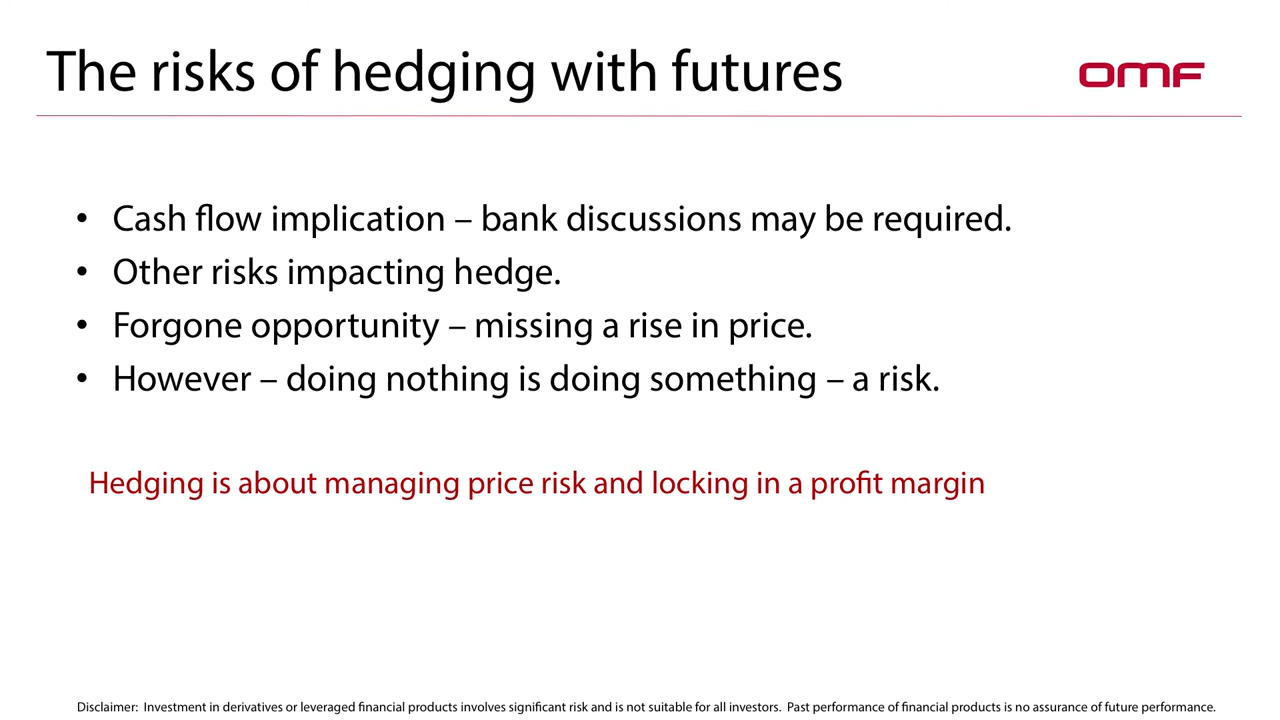 The risks of hedging with futures
OMF
• Cash flow implication – bank discussions may be required.
• Other risks impacting hedge.
• Forgone opportunity – missing a rise in price.
• However – doing nothing is doing something – a risk.
Hedging is about managing price risk and locking in a profit margin
Disclaimer: Investment in derivatives or leveraged financial products involves significant risk and is not suitable for all investors. Past performance of financial products is no assurance of future performance.